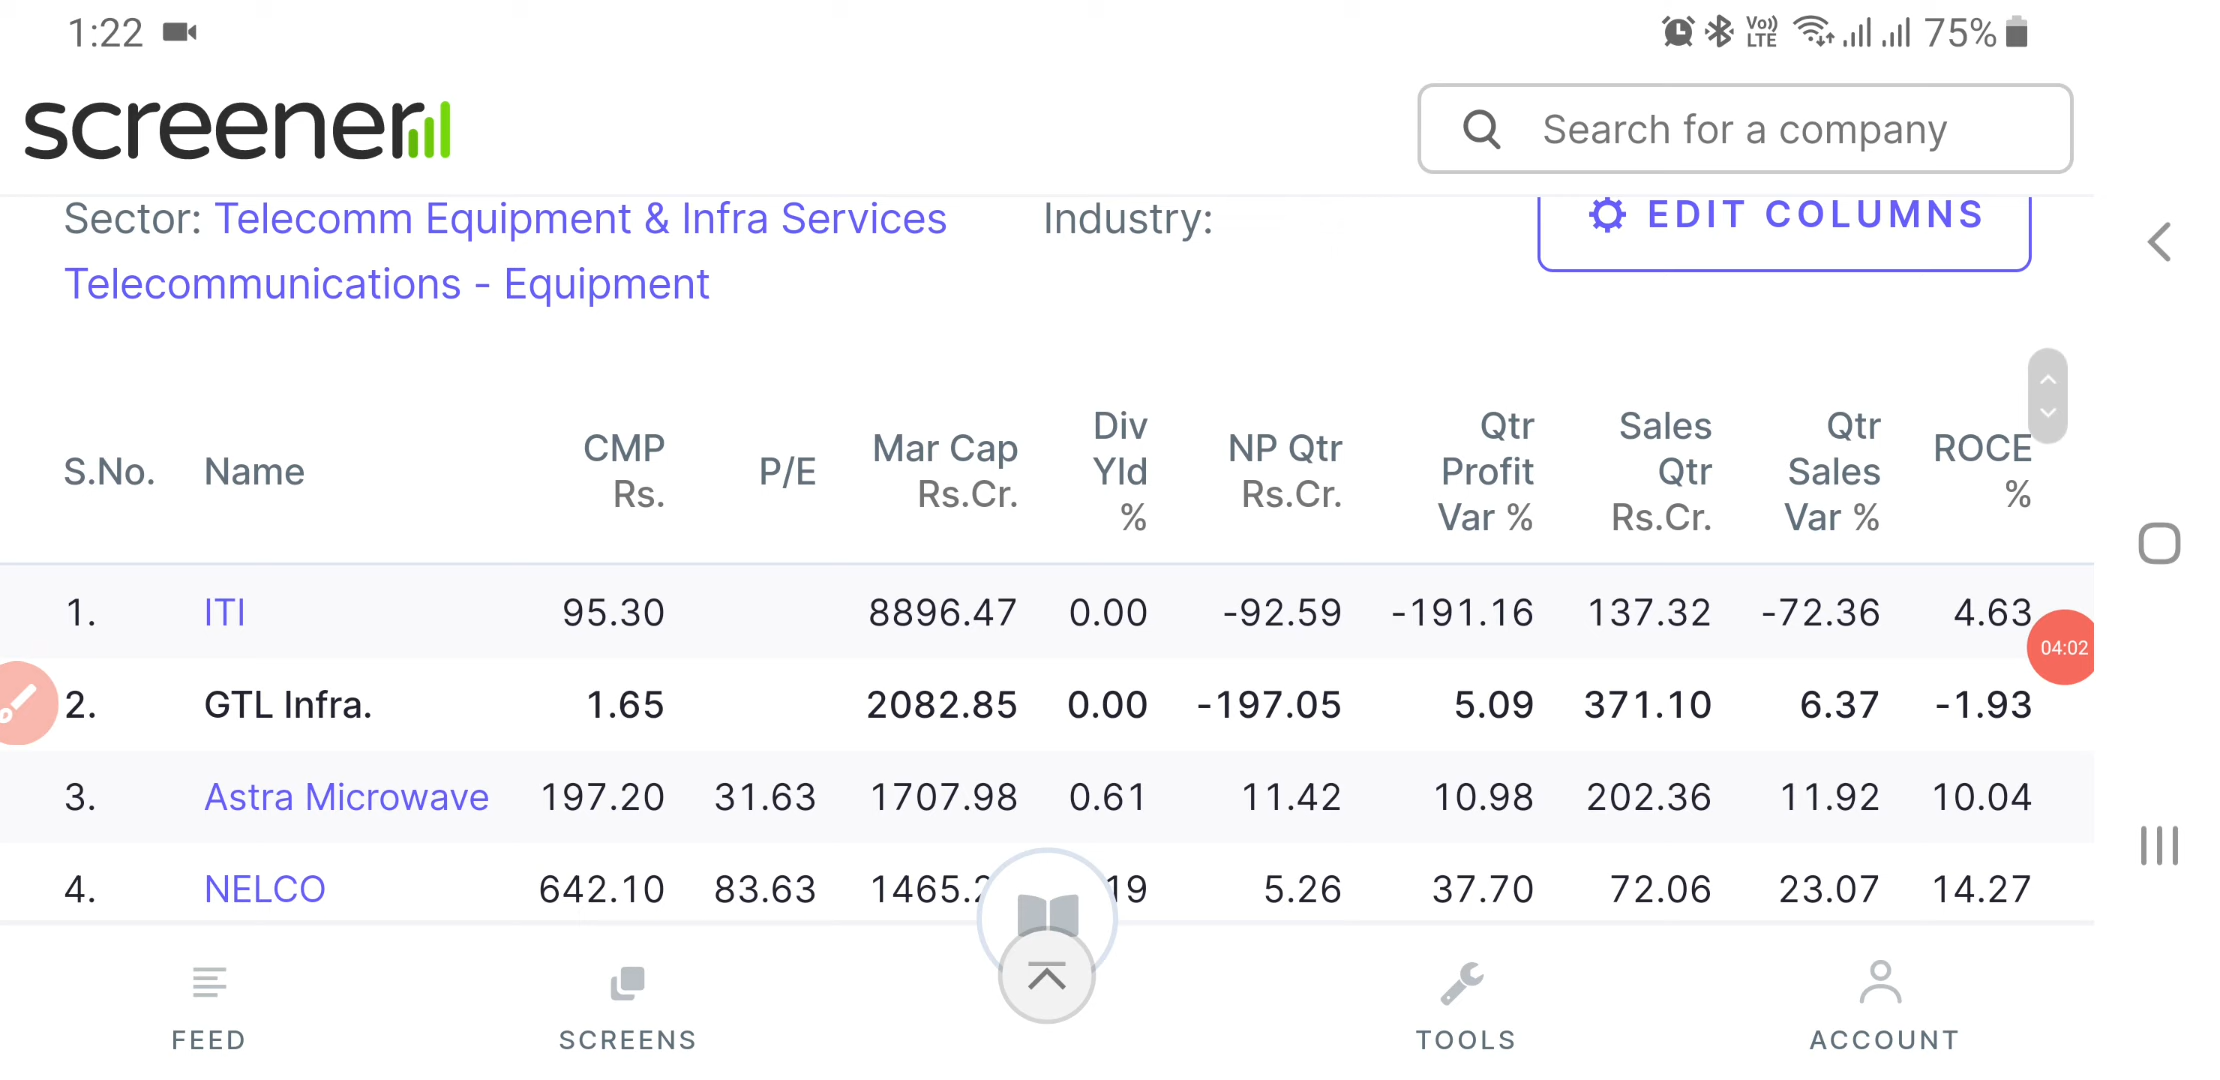 1:22
Vo)) LTE 75%
screener
Search for a company
Sector: Telecomm Equipment & Infra Services Industry:
Telecommunications - Equipment
EDIT COLUMNS
S.No. Name CMP Rs. P/E Mar Cap Rs.Cr. Div Yld % NP Qtr Rs.Cr. Qtr Profit Var % Sales Qtr Rs.Cr. Qtr Sales Var % ROCE %
1. ITI 95.30 8896.47 0.00 -92.59 -191.16 137.32 -72.36 4.63
04:02
2. GTL Infra. 1.65 2082.85 0.00 -197.05 5.09 371.10 6.37 -1.93
3. Astra Microwave 197.20 31.63 1707.98 0.61 11.42 10.98 202.36 11.92 10.04
4. NELCO 642.10 83.63 1465. 19 5.26 37.70 72.06 23.07 14.27
FEED SCREENS TOOLS ACCOUNT